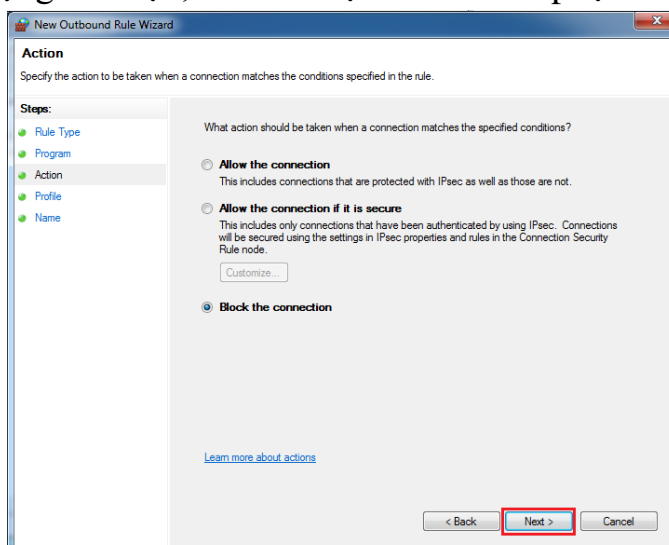 New Outbound Rule Wizard
Action
Specify the action to be taken when a connection matches the conditions specified in the rule.
Steps:
Rule Type
Program
Action
Profile
Name
What action should be taken when a connection matches the specified conditions?
Allow the connection
This includes connections that are protected with IPsec as well as those are not.
Allow the connection if it is secure
This includes only connections that have been authenticated by using IPsec. Connections
will be secured using the settings in IPsec properties and rules in the Connection Security
Rule node.
Customize...
Block the connection
Learn more about actions
< Back
Next >
Cancel